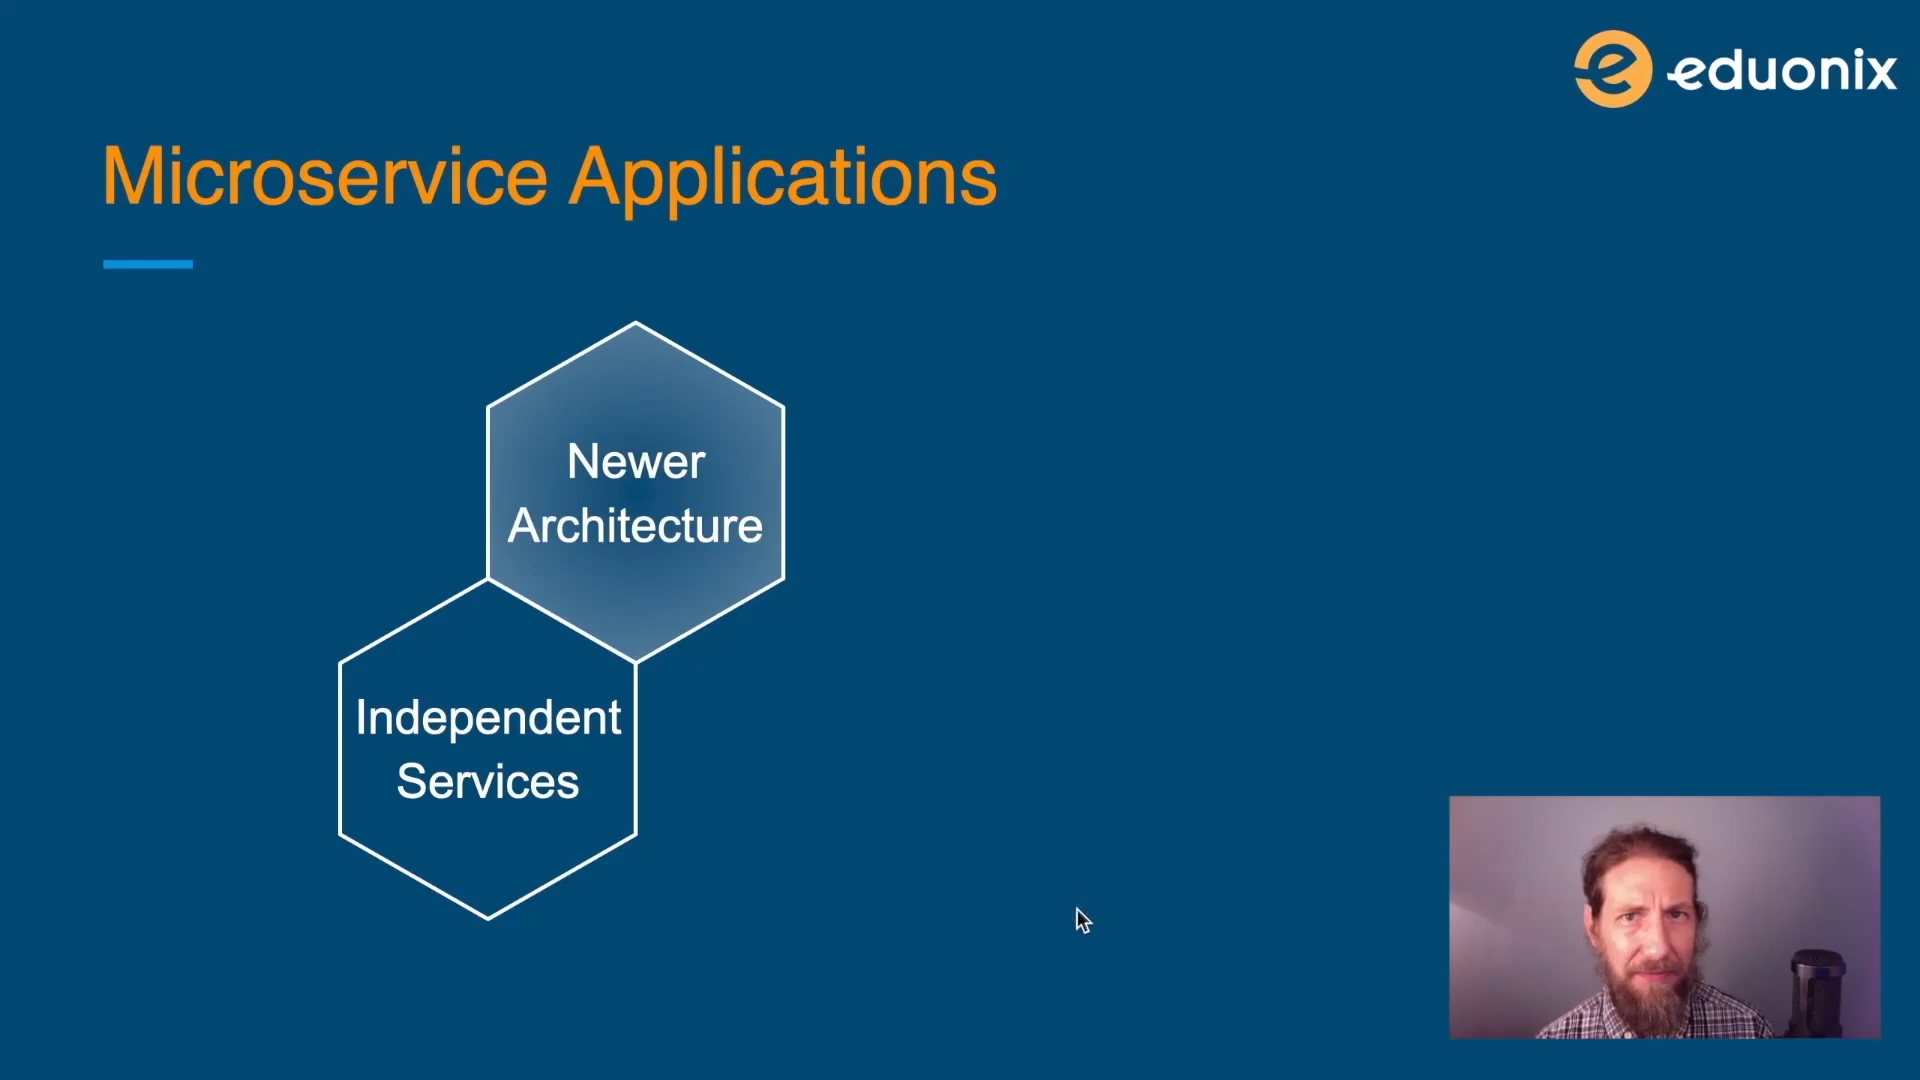 eduonix
Microservice Applications
Newer
Architecture
Independent
Services